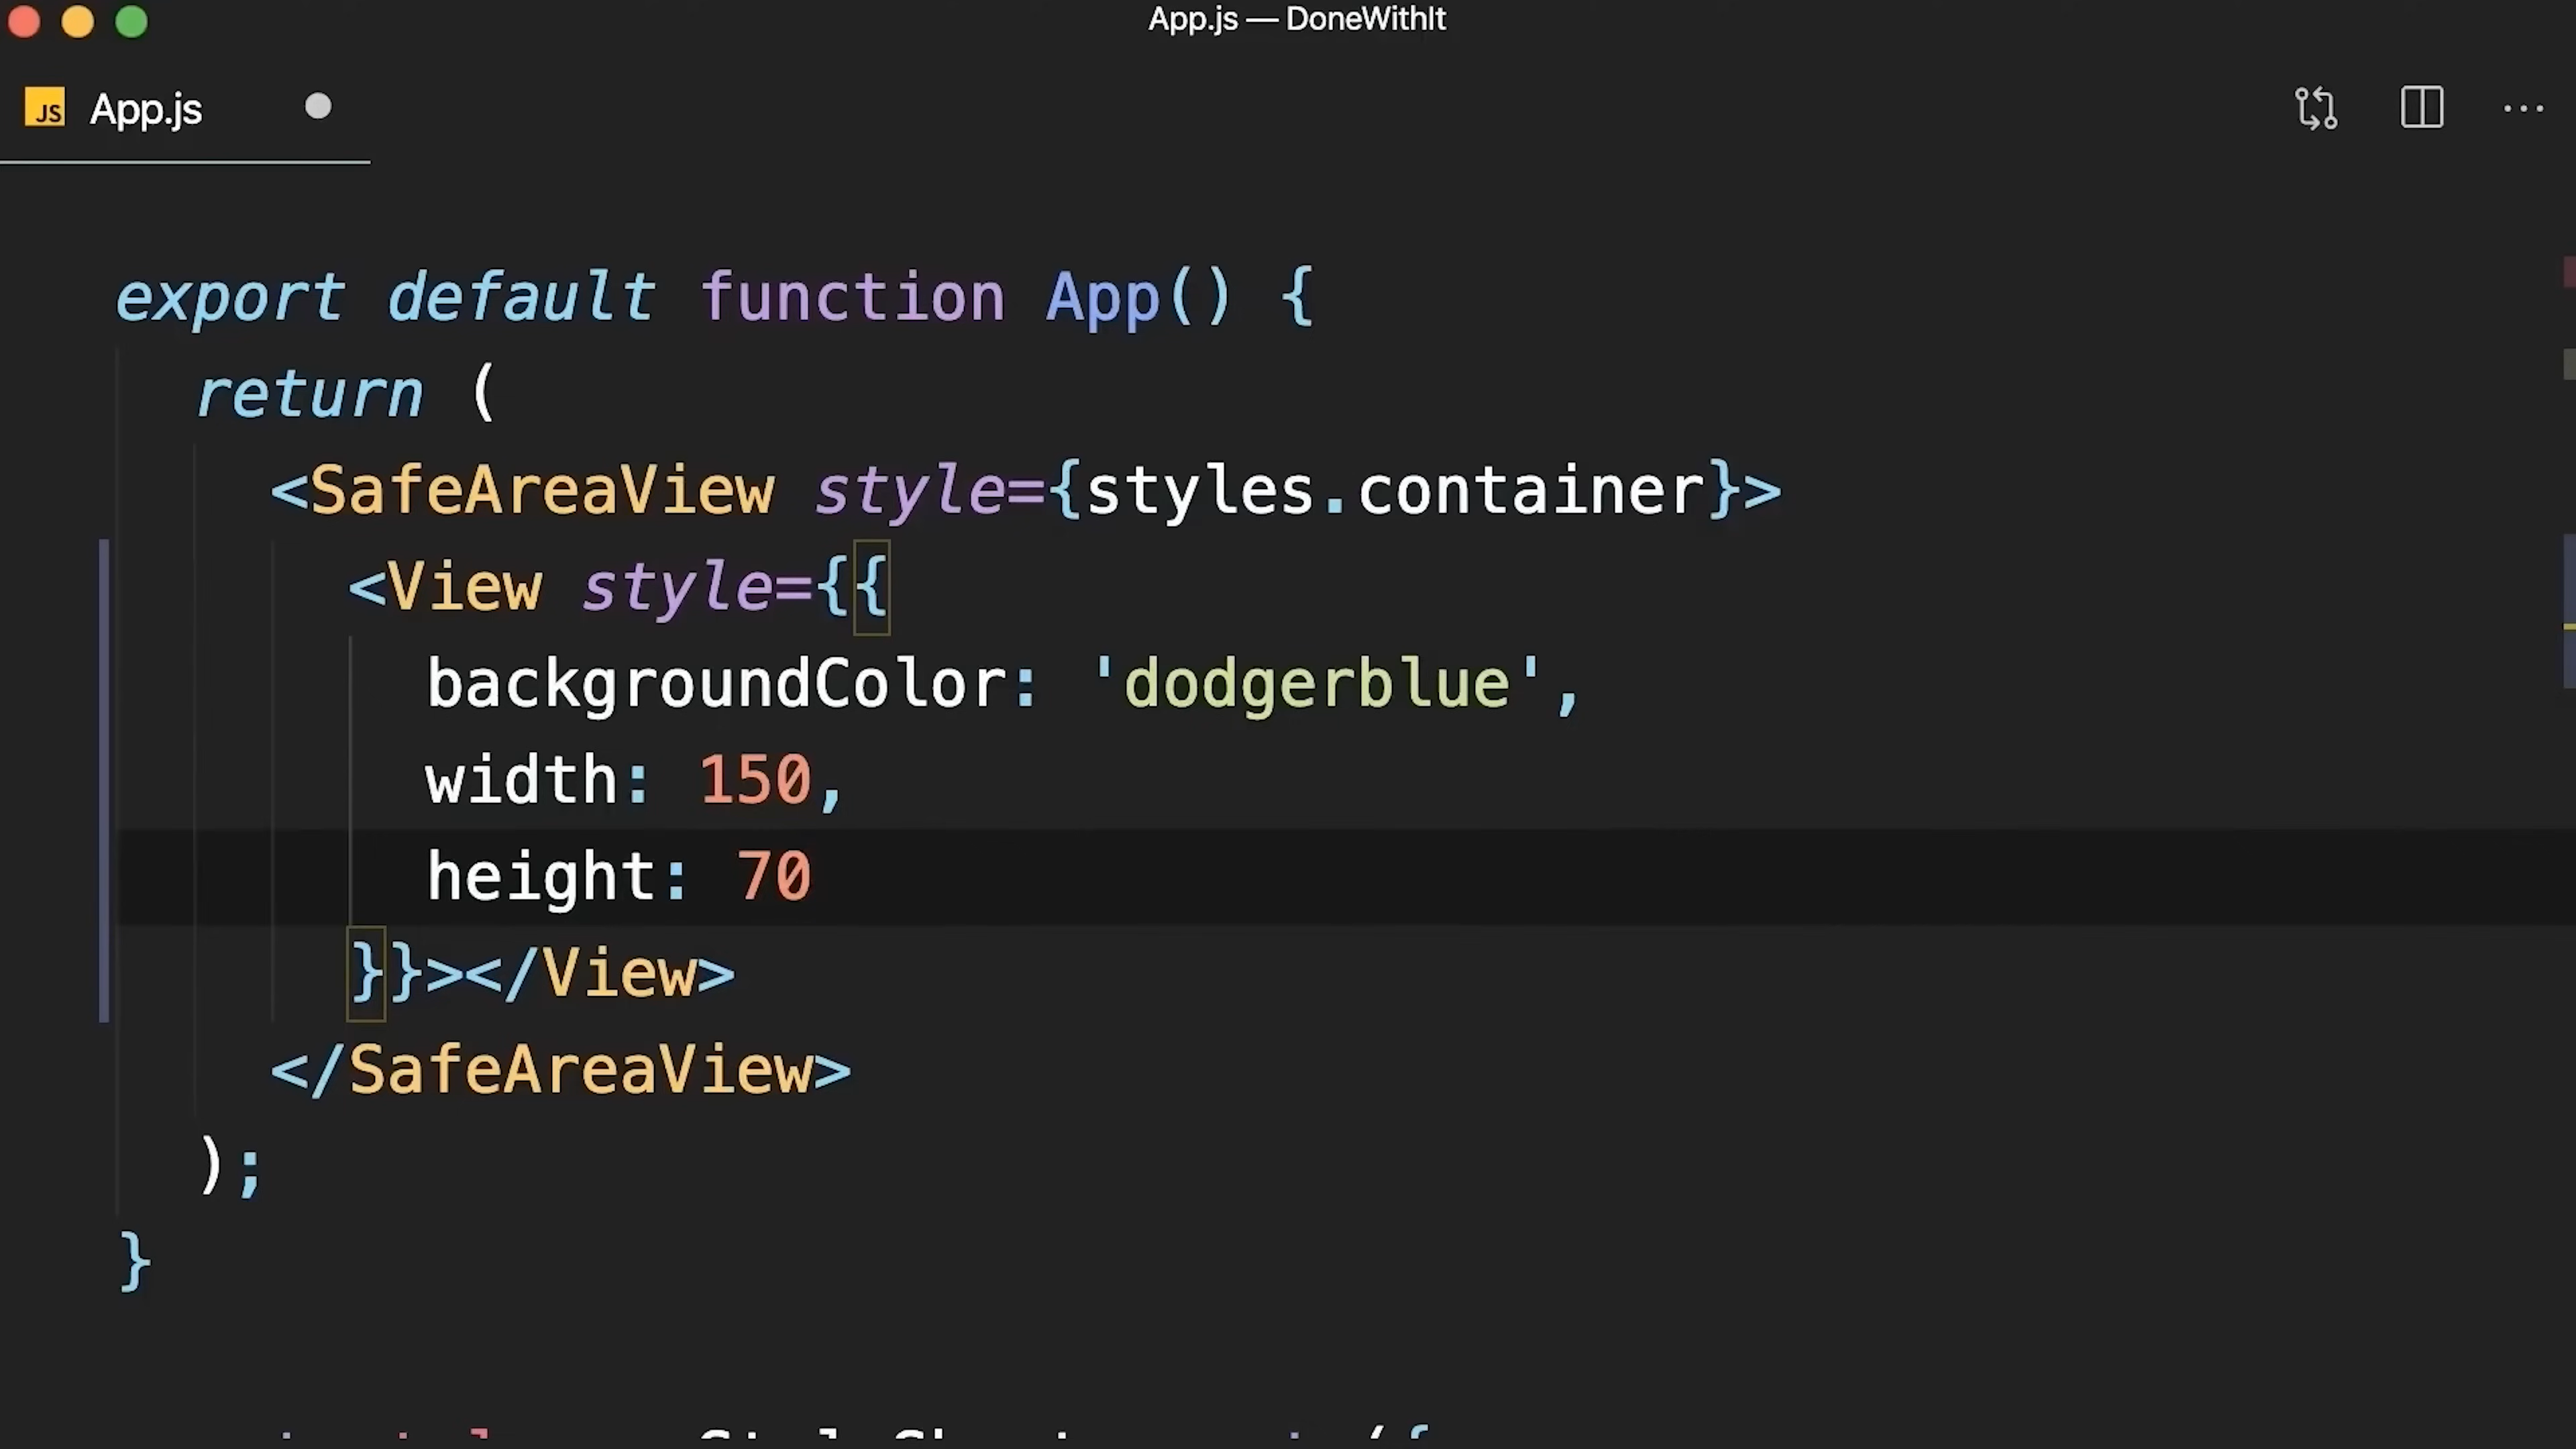 App.js — DoneWithIt
JS App.js
export default function App() {
return (
<SafeAreaView style={styles.container}>
<View style={{
backgroundColor: 'dodgerblue',
width: 150,
height: 70
}}></View>
</SafeAreaView>
);
}